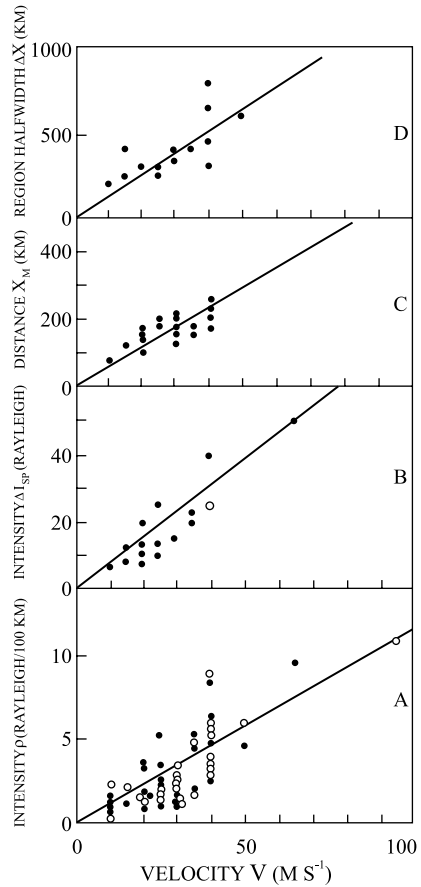 REGION HALFWIDTH ΔX (KM)
1000
500
0
D
DISTANCE X_M (KM)
400
200
0
C
INTENSITY ΔI_SP (RAYLEIGH)
40
20
0
B
INTENSITY ρ (RAYLEIGH/100 KM)
10
5
0
A
0 50 100
VELOCITY V (M S⁻¹)